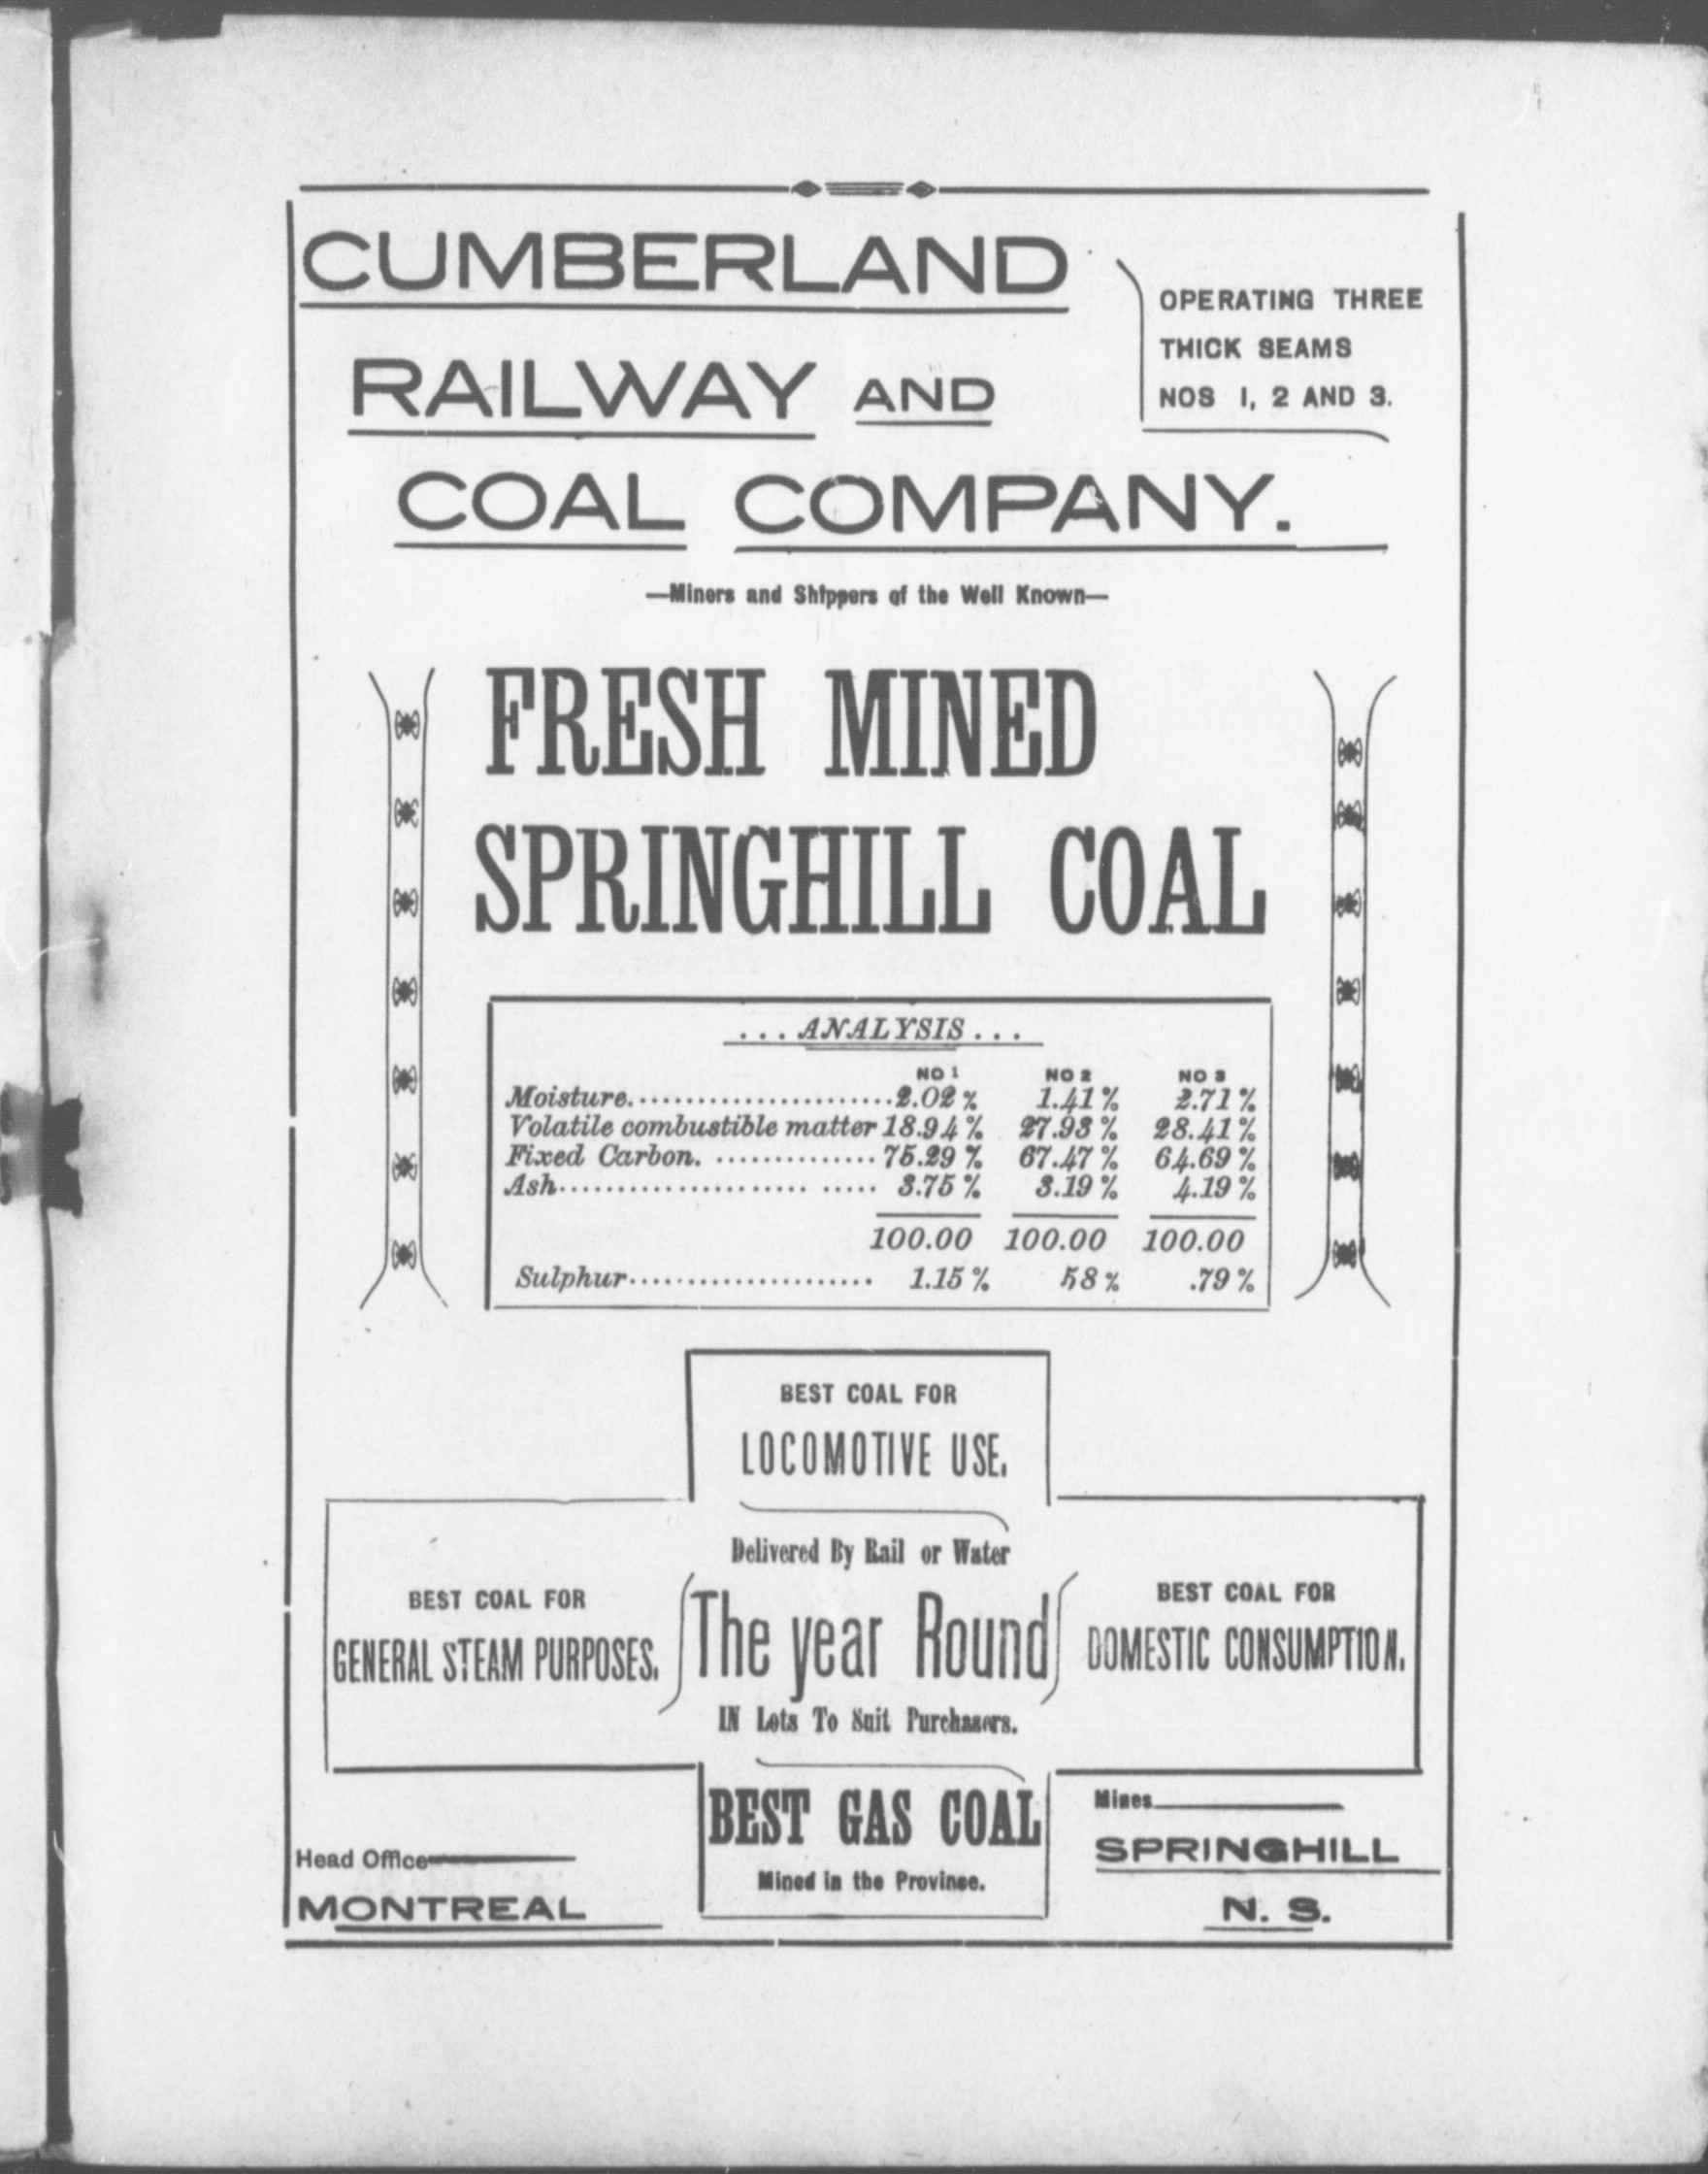 CUMBERLAND
RAILWAY AND
COAL COMPANY.
OPERATING THREE
THICK SEAMS
NOS 1, 2 AND 3.
—Miners and Shippers of the Well Known—
FRESH MINED
SPRINGHILL COAL
...ANALYSIS...
NO 1 NO 2 NO 3
Moisture.......................2.02% 1.41% 2.71%
Volatile combustible matter 18.94% 27.93% 28.41%
Fixed Carbon. .............. 75.29% 67.47% 64.69%
Ash...................... ..... 3.75% 3.19% 4.19%
100.00 100.00 100.00
Sulphur..................... 1.15% 58% .79%
BEST COAL FOR
LOCOMOTIVE USE.
Delivered By Rail or Water
The year Round
IN Lots To Suit Purchasers.
BEST COAL FOR
GENERAL STEAM PURPOSES.
BEST COAL FOR
DOMESTIC CONSUMPTION.
BEST GAS COAL
Mined in the Province.
Head Office
MONTREAL
Mines
SPRINGHILL
N. S.